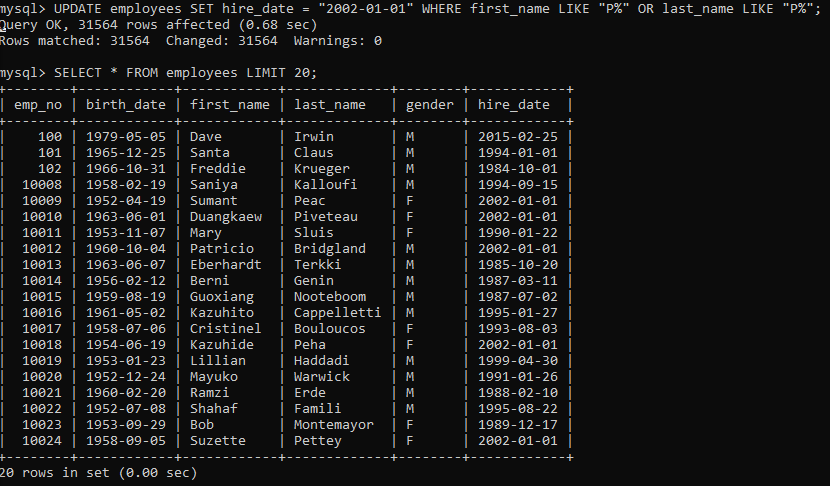 mysql> UPDATE employees SET hire_date = "2002-01-01" WHERE first_name LIKE "P%" OR last_name LIKE "P%";
Query OK, 31564 rows affected (0.68 sec)
Rows matched: 31564  Changed: 31564  Warnings: 0

mysql> SELECT * FROM employees LIMIT 20;
+--------+------------+------------+-------------+--------+------------+
| emp_no | birth_date | first_name | last_name   | gender | hire_date  |
+--------+------------+------------+-------------+--------+------------+
|    100 | 1979-05-05 | Dave       | Irwin       | M      | 2015-02-25 |
|    101 | 1965-12-25 | Santa      | Claus       | M      | 1994-01-01 |
|    102 | 1966-10-31 | Freddie    | Krueger     | M      | 1984-10-01 |
|  10008 | 1958-02-19 | Saniya     | Kalloufi    | M      | 1994-09-15 |
|  10009 | 1952-04-19 | Sumant     | Peac        | F      | 2002-01-01 |
|  10010 | 1963-06-01 | Duangkaew  | Piveteau    | F      | 2002-01-01 |
|  10011 | 1953-11-07 | Mary       | Sluis       | F      | 1990-01-22 |
|  10012 | 1960-10-04 | Patricio   | Bridgland   | M      | 2002-01-01 |
|  10013 | 1963-06-07 | Eberhardt  | Terkki      | M      | 1985-10-20 |
|  10014 | 1956-02-12 | Berni      | Genin       | M      | 1987-03-11 |
|  10015 | 1959-08-19 | Guoxiang   | Nooteboom   | M      | 1987-07-02 |
|  10016 | 1961-05-02 | Kazuhito   | Cappelletti | M      | 1995-01-27 |
|  10017 | 1958-07-06 | Cristinel  | Bouloucos   | F      | 1993-08-03 |
|  10018 | 1954-06-19 | Kazuhide   | Peha        | F      | 2002-01-01 |
|  10019 | 1953-01-23 | Lillian    | Haddadi     | M      | 1999-04-30 |
|  10020 | 1952-12-24 | Mayuko     | Warwick     | M      | 1991-01-26 |
|  10021 | 1960-02-20 | Ramzi      | Erde        | M      | 1988-02-10 |
|  10022 | 1952-07-08 | Shahaf     | Famili      | M      | 1995-08-22 |
|  10023 | 1953-09-29 | Bob        | Montemayor  | F      | 1989-12-17 |
|  10024 | 1958-09-05 | Suzette    | Pettey      | F      | 2002-01-01 |
+--------+------------+------------+-------------+--------+------------+
20 rows in set (0.00 sec)